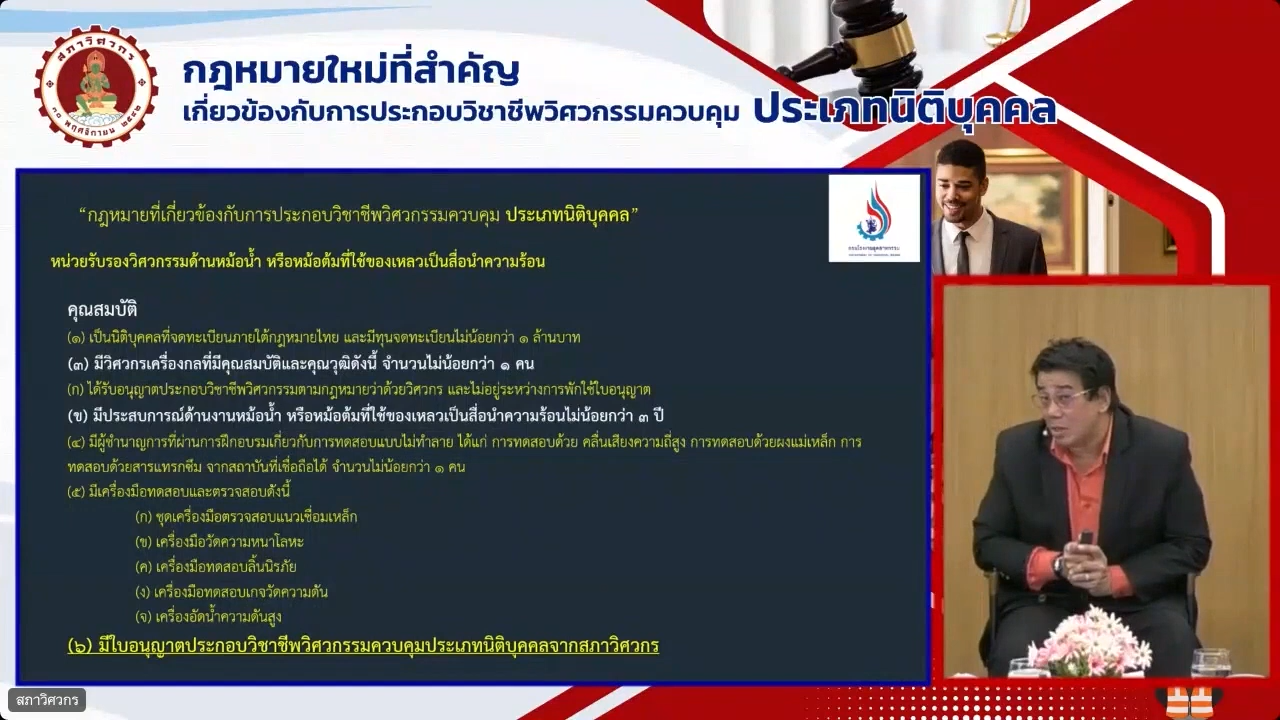 สภาวิศวกร
๓๐ พฤศจิกายน ๒๕๔๒
กฎหมายใหม่ที่สำคัญ
เกี่ยวข้องกับการประกอบวิชาชีพวิศวกรรมควบคุม ประเภทนิติบุคคล
“กฎหมายที่เกี่ยวข้องกับการประกอบวิชาชีพวิศวกรรมควบคุม ประเภทนิติบุคคล”
กรมโรงงานอุตสาหกรรม
หน่วยรับรองวิศวกรรมด้านหม้อน้ำ หรือหม้อต้มที่ใช้ของเหลวเป็นสื่อนำความร้อน
คุณสมบัติ
(๑) เป็นนิติบุคคลที่จดทะเบียนภายใต้กฎหมายไทย และมีทุนจดทะเบียนไม่น้อยกว่า ๑ ล้านบาท
(๓) มีวิศวกรเครื่องกลที่มีคุณสมบัติและคุณวุฒิดังนี้ จำนวนไม่น้อยกว่า ๑ คน
(ก) ได้รับอนุญาตประกอบวิชาชีพวิศวกรรมตามกฎหมายว่าด้วยวิศวกร และไม่อยู่ระหว่างการพักใช้ใบอนุญาต
(ข) มีประสบการณ์ด้านงานหม้อน้ำ หรือหม้อต้มที่ใช้ของเหลวเป็นสื่อนำความร้อนไม่น้อยกว่า ๓ ปี
(๔) มีผู้ชำนาญการที่ผ่านการฝึกอบรมเกี่ยวกับการทดสอบแบบไม่ทำลาย ได้แก่ การทดสอบด้วย คลื่นเสียงความถี่สูง การทดสอบด้วยผงแม่เหล็ก การ
ทดสอบด้วยสารแทรกซึม จากสถาบันที่เชื่อถือได้ จำนวนไม่น้อยกว่า ๑ คน
(๕) มีเครื่องมือทดสอบและตรวจสอบดังนี้
(ก) ชุดเครื่องมือตรวจสอบแนวเชื่อมเหล็ก
(ข) เครื่องมือวัดความหนาโลหะ
(ค) เครื่องมือทดสอบลิ้นนิรภัย
(ง) เครื่องมือทดสอบเกจวัดความดัน
(จ) เครื่องอัดน้ำความดันสูง
(๖) มีใบอนุญาตประกอบวิชาชีพวิศวกรรมควบคุมประเภทนิติบุคคลจากสภาวิศวกร
สภาวิศวกร